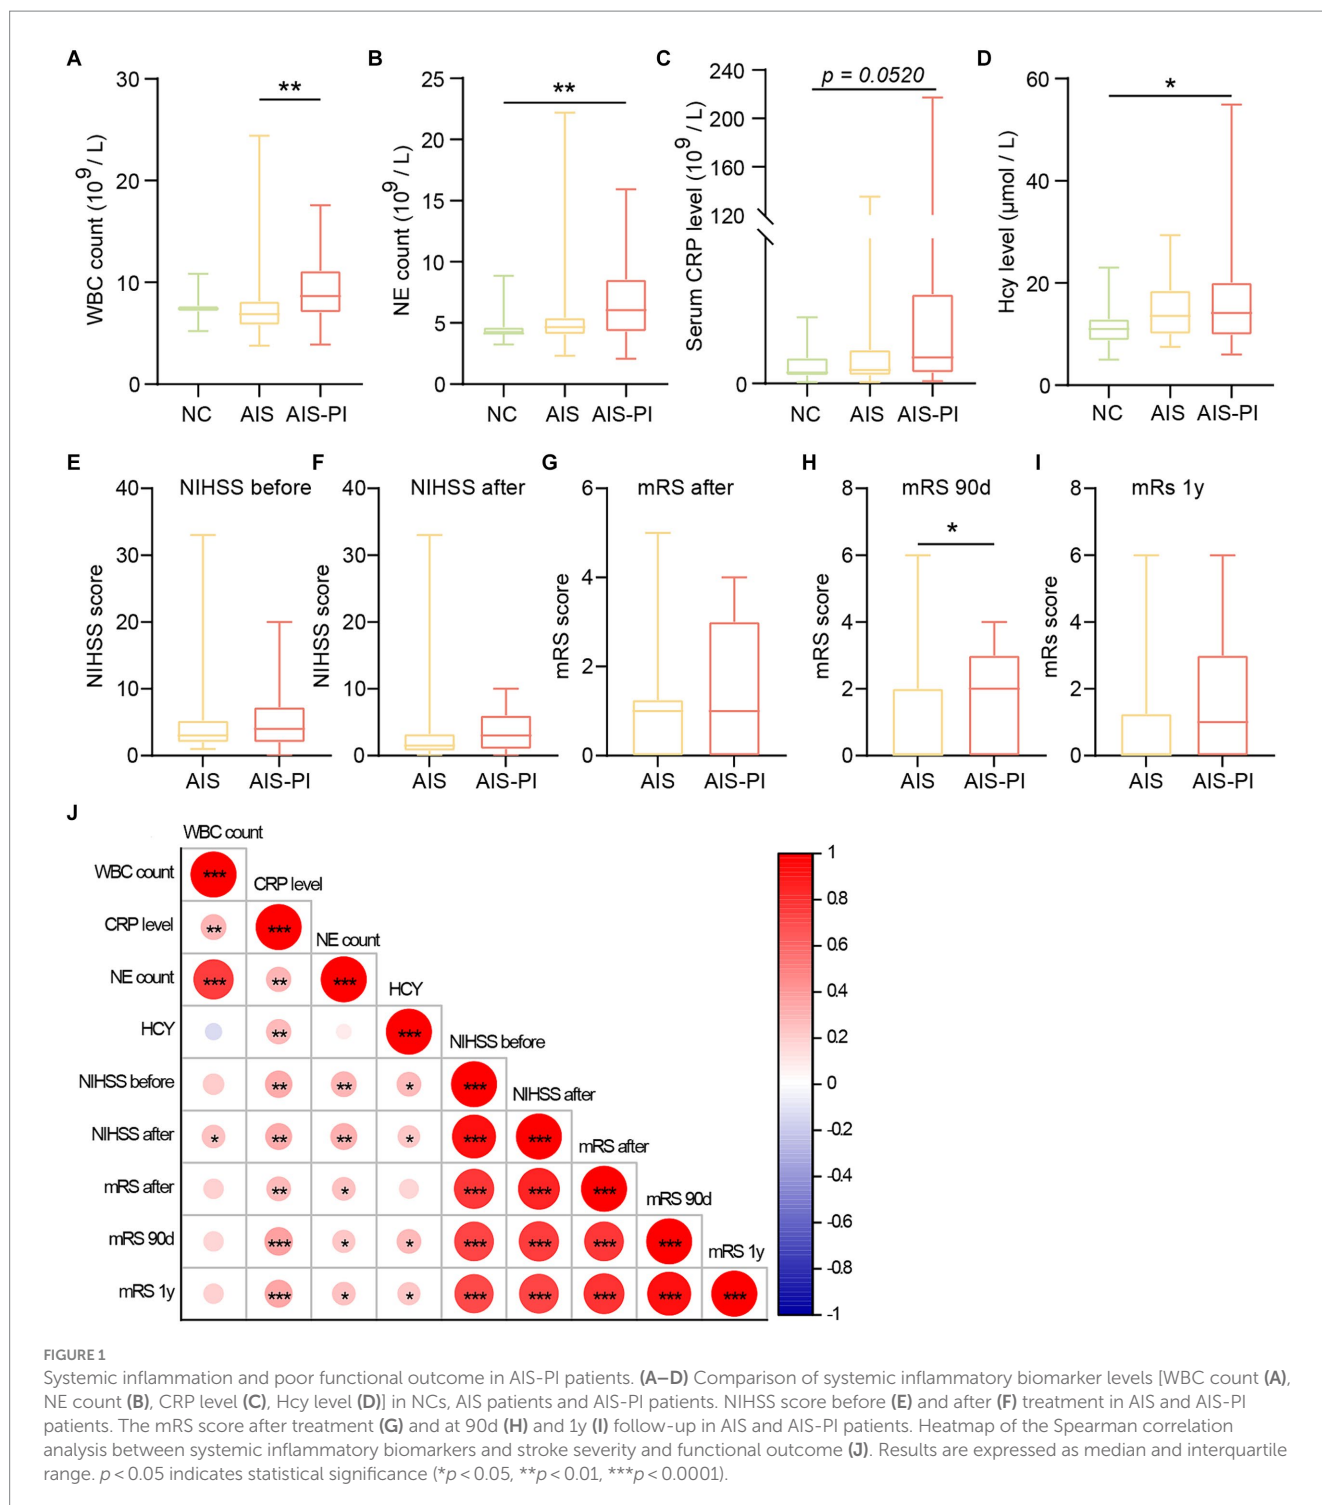 A
WBC count (10⁹ / L)
30
20
10
0
**
NC AIS AIS-PI
B
NE count (10⁹ / L)
25
20
15
10
5
0
**
NC AIS AIS-PI
C
Serum CRP level (10⁹ / L)
240
200
160
120
0
p = 0.0520
NC AIS AIS-PI
D
Hcy level (µmol / L)
60
40
20
0
*
NC AIS AIS-PI
E
NIHSS before
NIHSS score
40
30
20
10
0
AIS AIS-PI
F
NIHSS after
NIHSS score
40
30
20
10
0
AIS AIS-PI
G
mRS after
mRS score
6
4
2
0
AIS AIS-PI
H
mRS 90d
mRS score
8
6
4
2
0
*
AIS AIS-PI
I
mRs 1y
mRs score
8
6
4
2
0
AIS AIS-PI
J
WBC count
WBC count ***
CRP level
CRP level ** ***
NE count
NE count *** ** ***
HCY
HCY ** ***
NIHSS before
NIHSS before ** ** * ***
NIHSS after
NIHSS after * ** ** * *** ***
mRS after
mRS after ** * *** *** ***
mRS 90d
mRS 90d *** * * *** *** *** ***
mRS 1y
mRS 1y *** * * *** *** *** *** ***
1
0.8
0.6
0.4
0.2
0
-0.2
-0.4
-0.6
-0.8
-1
FIGURE 1
Systemic inflammation and poor functional outcome in AIS-PI patients. (A–D) Comparison of systemic inflammatory biomarker levels [WBC count (A),
NE count (B), CRP level (C), Hcy level (D)] in NCs, AIS patients and AIS-PI patients. NIHSS score before (E) and after (F) treatment in AIS and AIS-PI
patients. The mRS score after treatment (G) and at 90d (H) and 1y (I) follow-up in AIS and AIS-PI patients. Heatmap of the Spearman correlation
analysis between systemic inflammatory biomarkers and stroke severity and functional outcome (J). Results are expressed as median and interquartile
range. p < 0.05 indicates statistical significance (*p < 0.05, **p < 0.01, ***p < 0.0001).